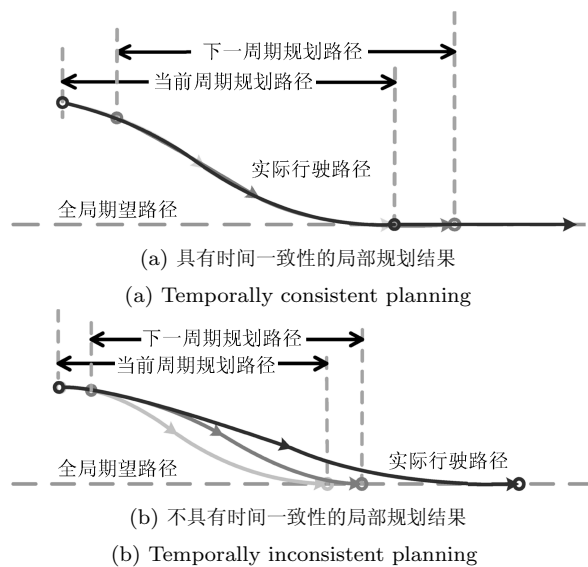 下一周期规划路径
当前周期规划路径
实际行驶路径
全局期望路径
(a) 具有时间一致性的局部规划结果
(a) Temporally consistent planning
下一周期规划路径
当前周期规划路径
全局期望路径
实际行驶路径
(b) 不具有时间一致性的局部规划结果
(b) Temporally inconsistent planning